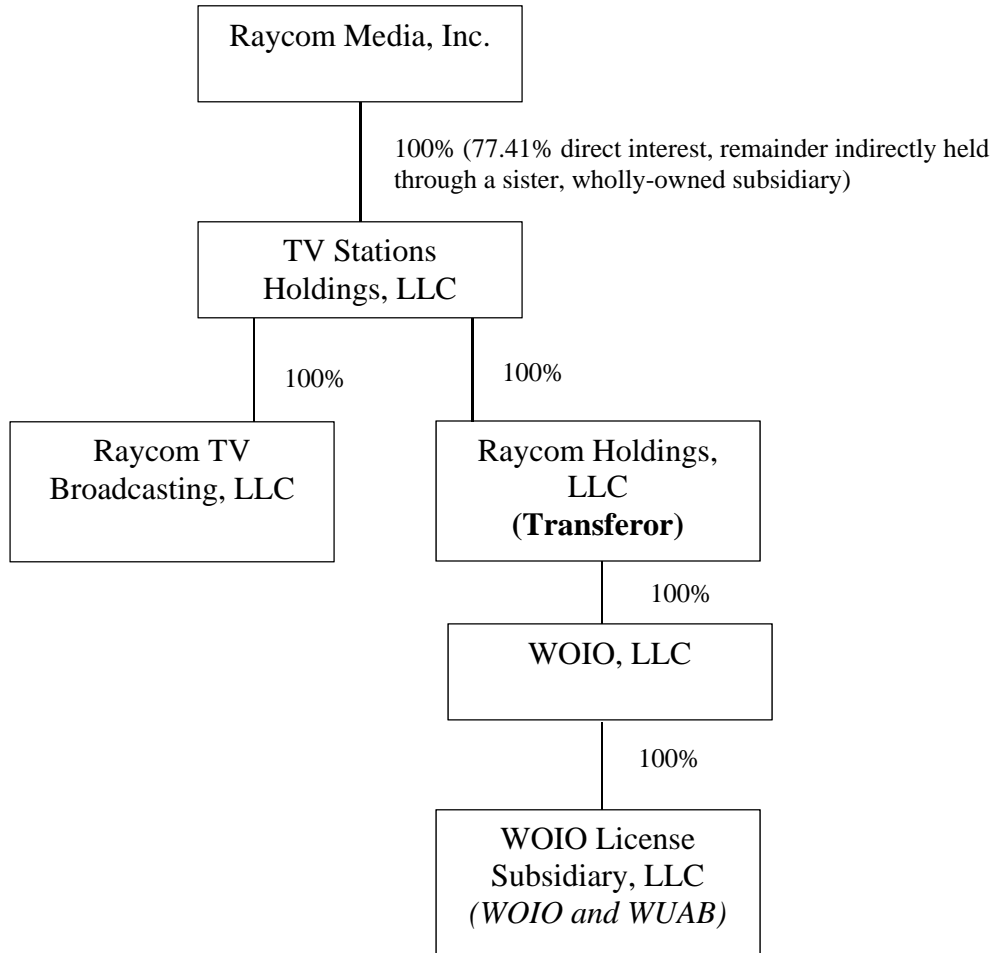 Raycom Media, Inc.
100% (77.41% direct interest, remainder indirectly held
through a sister, wholly-owned subsidiary)
TV Stations
Holdings, LLC
100%
100%
Raycom TV
Broadcasting, LLC
Raycom Holdings,
LLC
(Transferor)
100%
WOIO, LLC
100%
WOIO License
Subsidiary, LLC
(WOIO and WUAB)